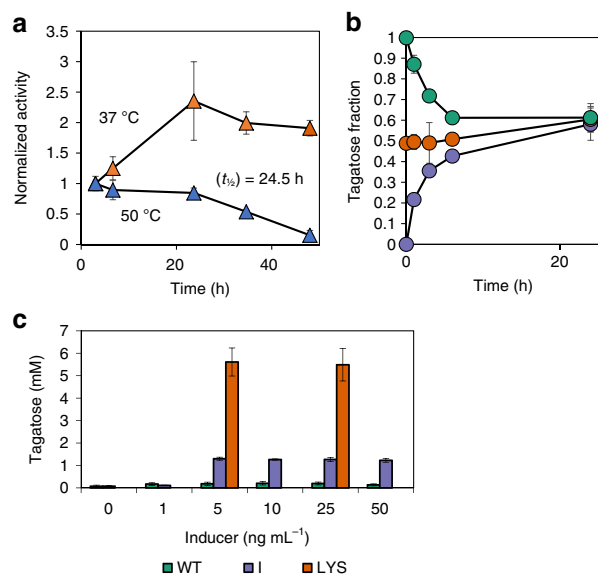 a
Normalized activity
3.5
3
2.5
2
1.5
1
0.5
0
37 °C
(t½) = 24.5 h
50 °C
0 20 40
Time (h)
b
Tagatose fraction
1
0.9
0.8
0.7
0.6
0.5
0.4
0.3
0.2
0.1
0
0 20
Time (h)
c
Tagatose (mM)
7
6
5
4
3
2
1
0
0 1 5 10 25 50
Inducer (ng mL⁻¹)
WT I LYS